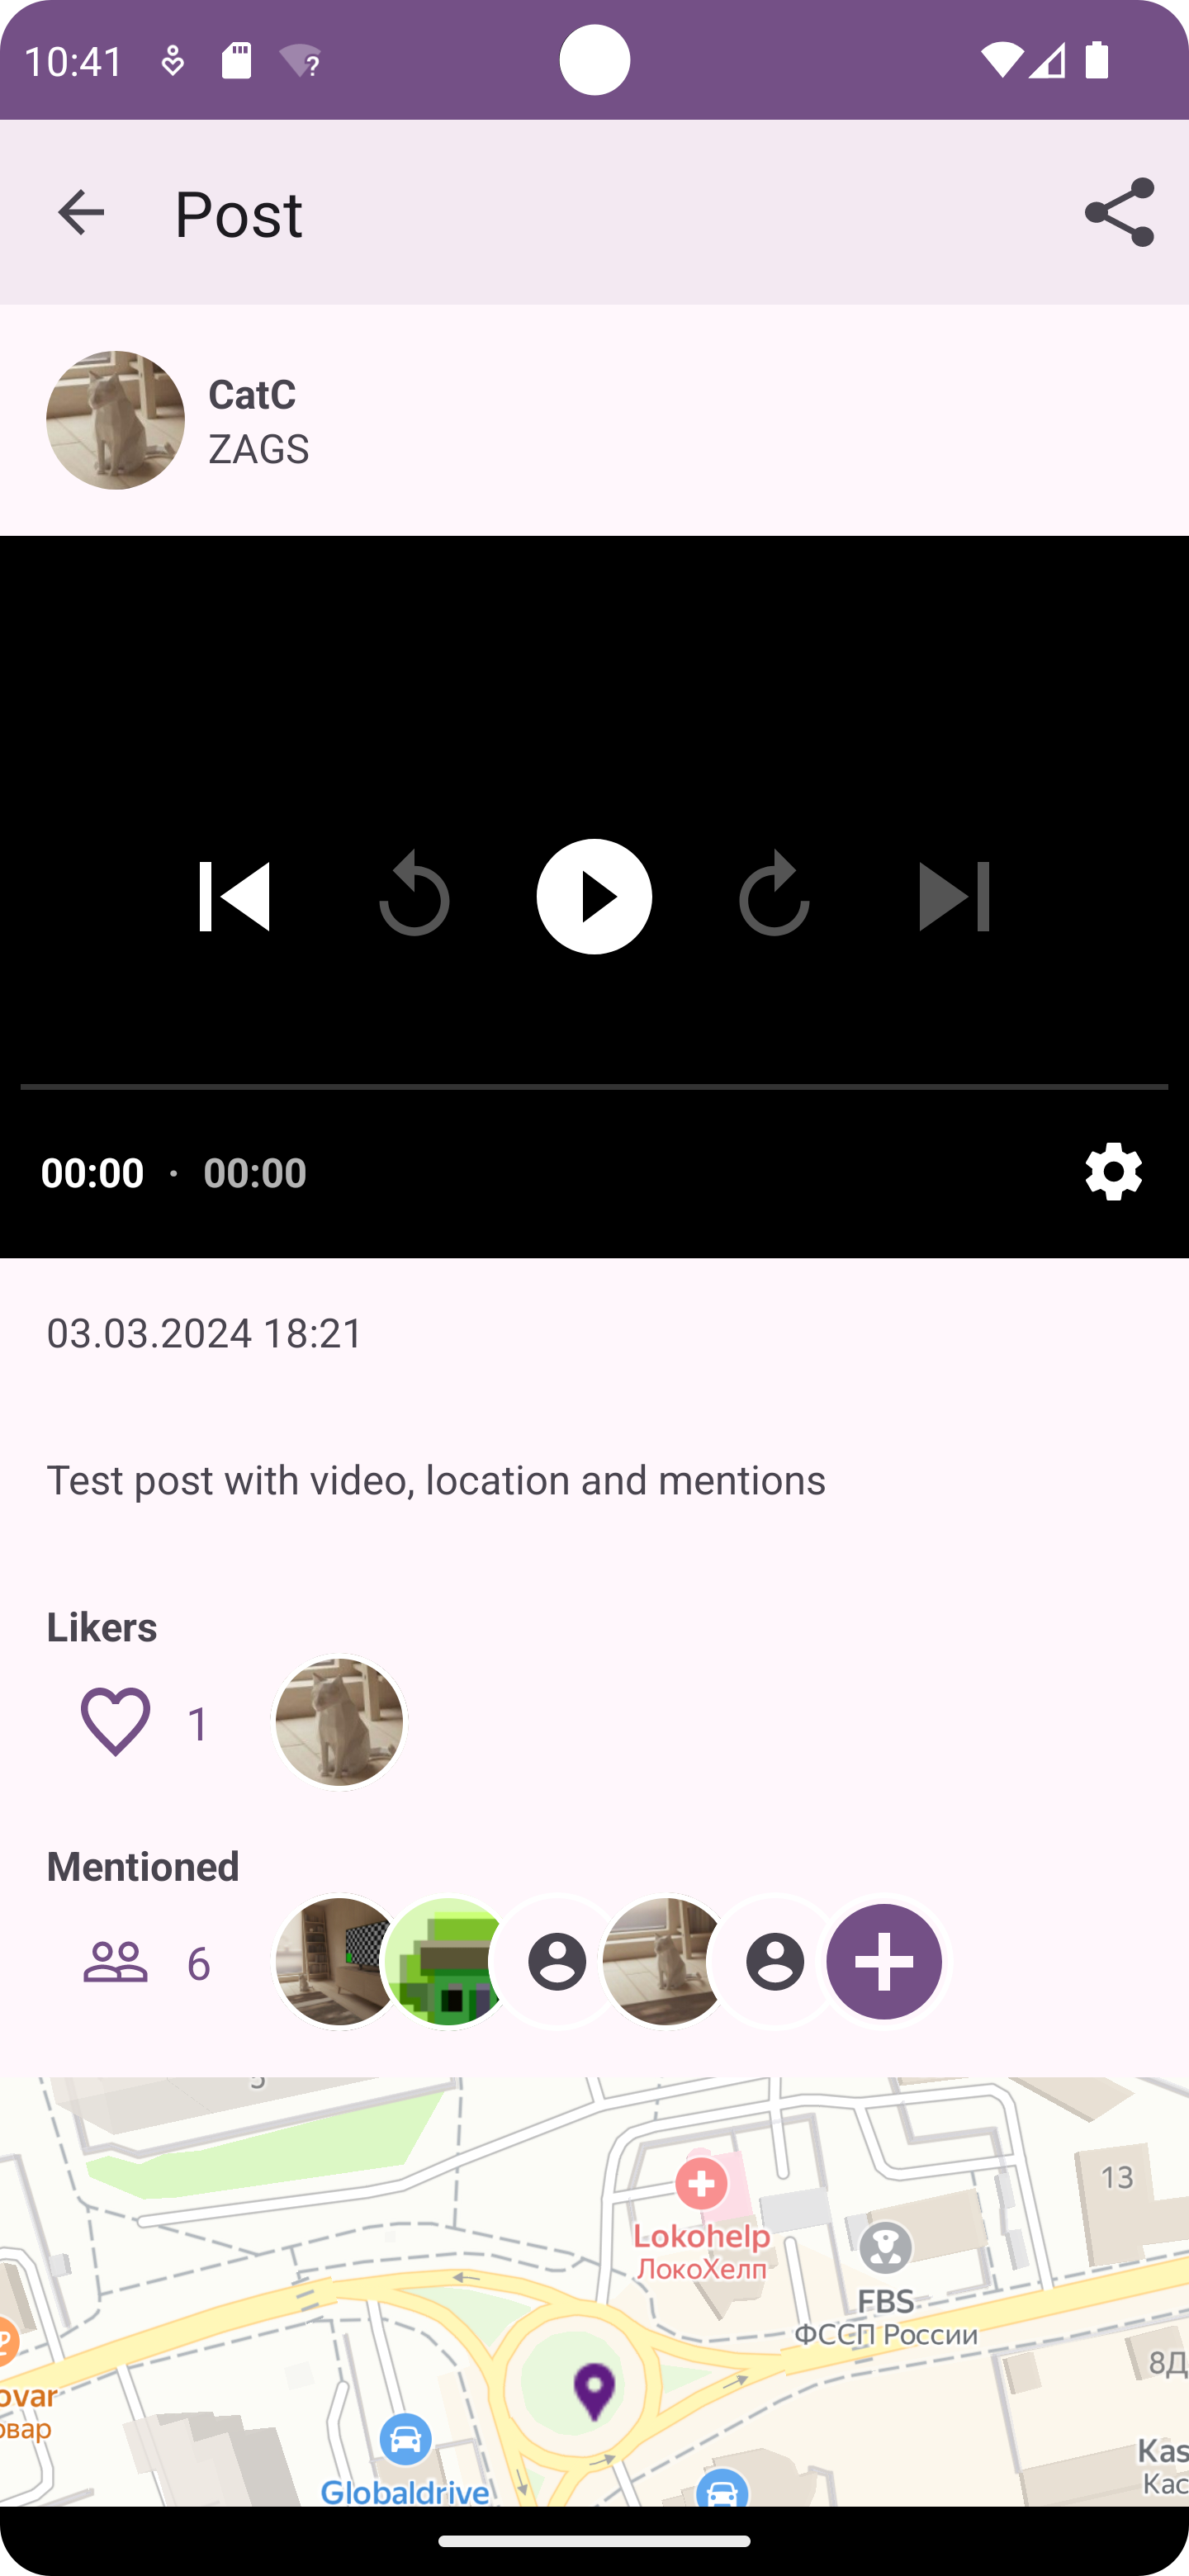 10:41
Post
CatC
ZAGS
00:00 · 00:00
03.03.2024 18:21
Test post with video, location and mentions
Likers
1
Mentioned
6
5
13
Lokohelp
ЛокоХелп
FBS
ФССП России
8Д
ovar
овар
Kas
Кас
Globaldrive